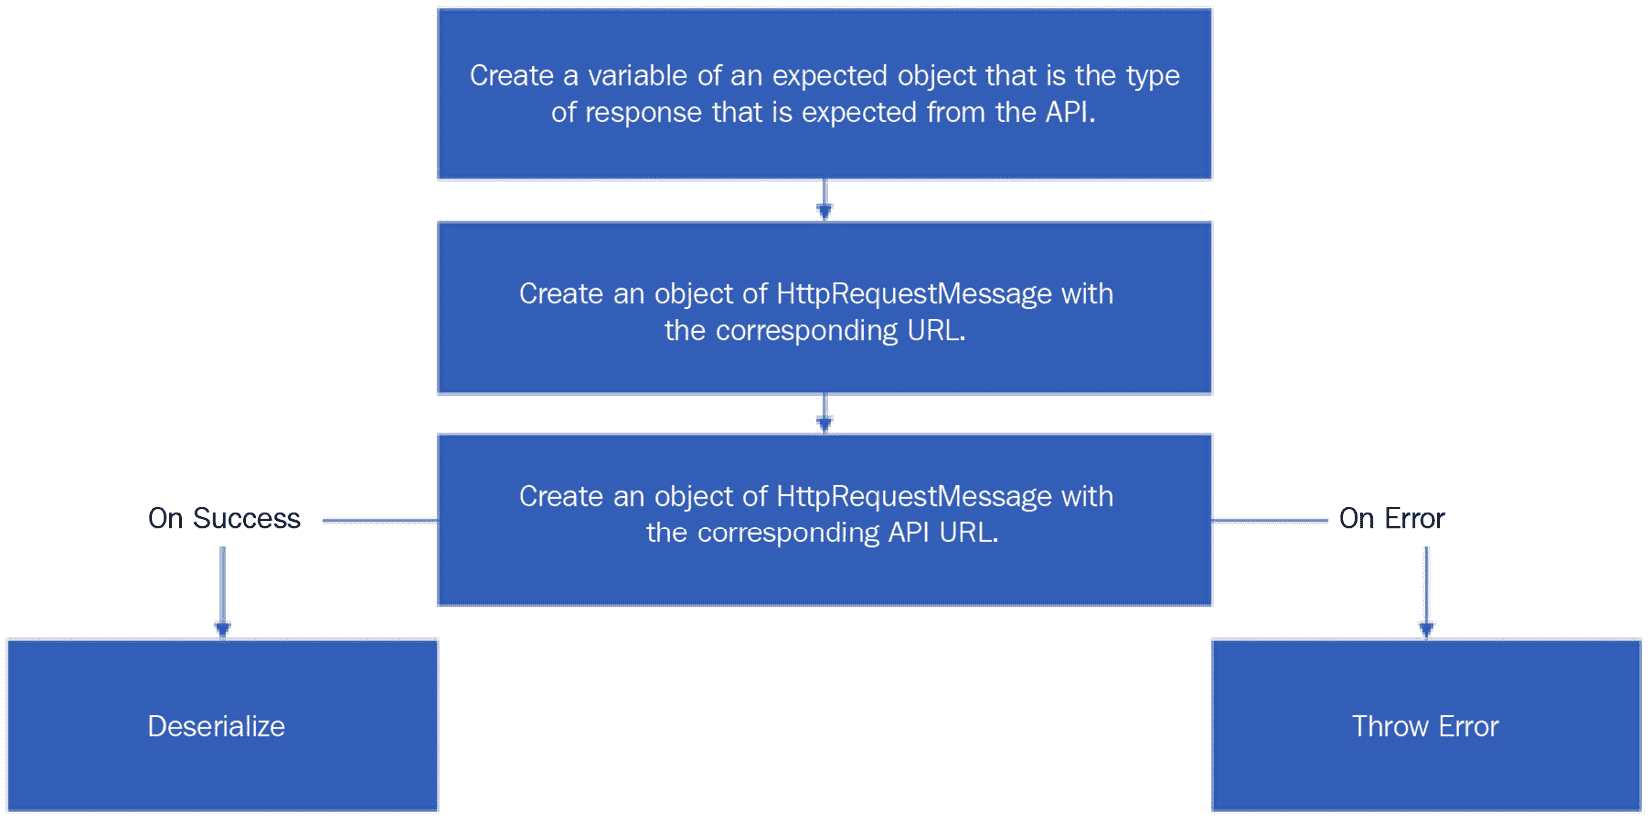 Create a variable of an expected object that is the type
of response that is expected from the API.
Create an object of HttpRequestMessage with
the corresponding URL.
Create an object of HttpRequestMessage with
the corresponding API URL.
On Success
On Error
Deserialize
Throw Error